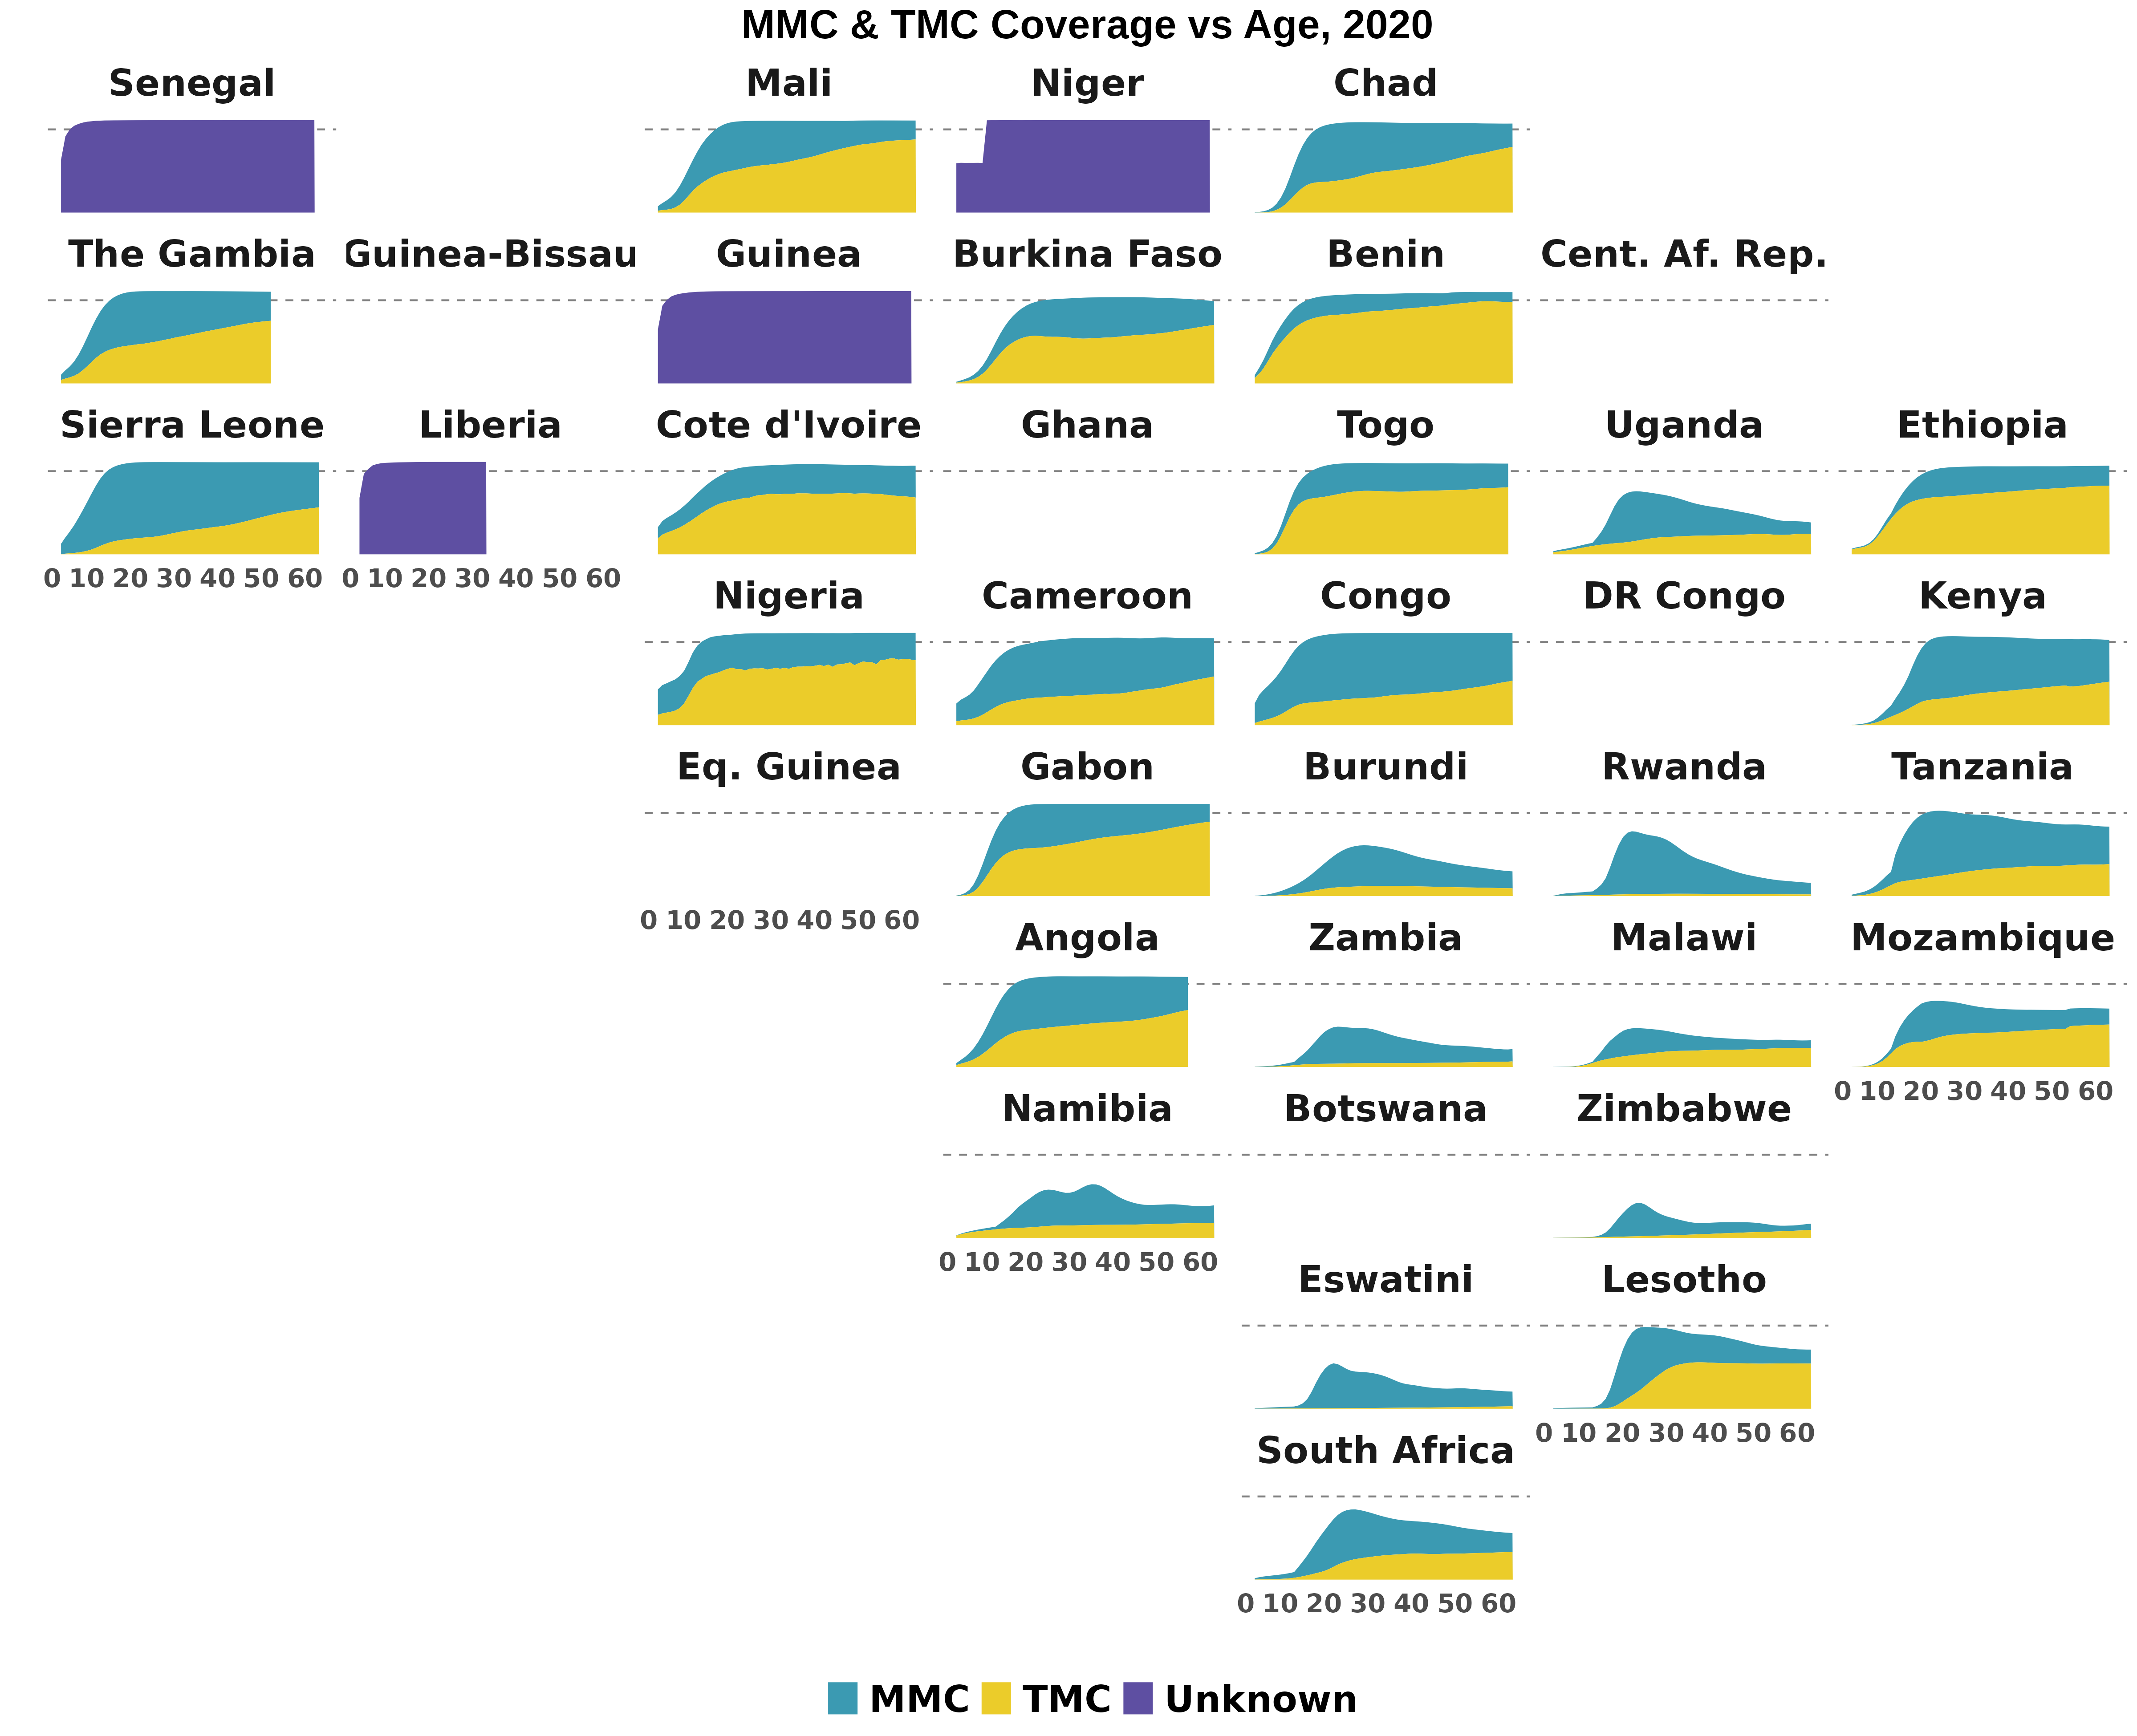 MMC & TMC Coverage vs Age, 2020
Senegal Mali Niger Chad
The Gambia Guinea-Bissau Guinea Burkina Faso Benin Cent. Af. Rep.
Sierra Leone Liberia Cote d'Ivoire Ghana Togo Uganda Ethiopia
0 10 20 30 40 50 60 0 10 20 30 40 50 60
Nigeria Cameroon Congo DR Congo Kenya
Eq. Guinea Gabon Burundi Rwanda Tanzania
0 10 20 30 40 50 60
Angola Zambia Malawi Mozambique
0 10 20 30 40 50 60
Namibia Botswana Zimbabwe
0 10 20 30 40 50 60
Eswatini Lesotho
0 10 20 30 40 50 60
South Africa
0 10 20 30 40 50 60
MMC TMC Unknown